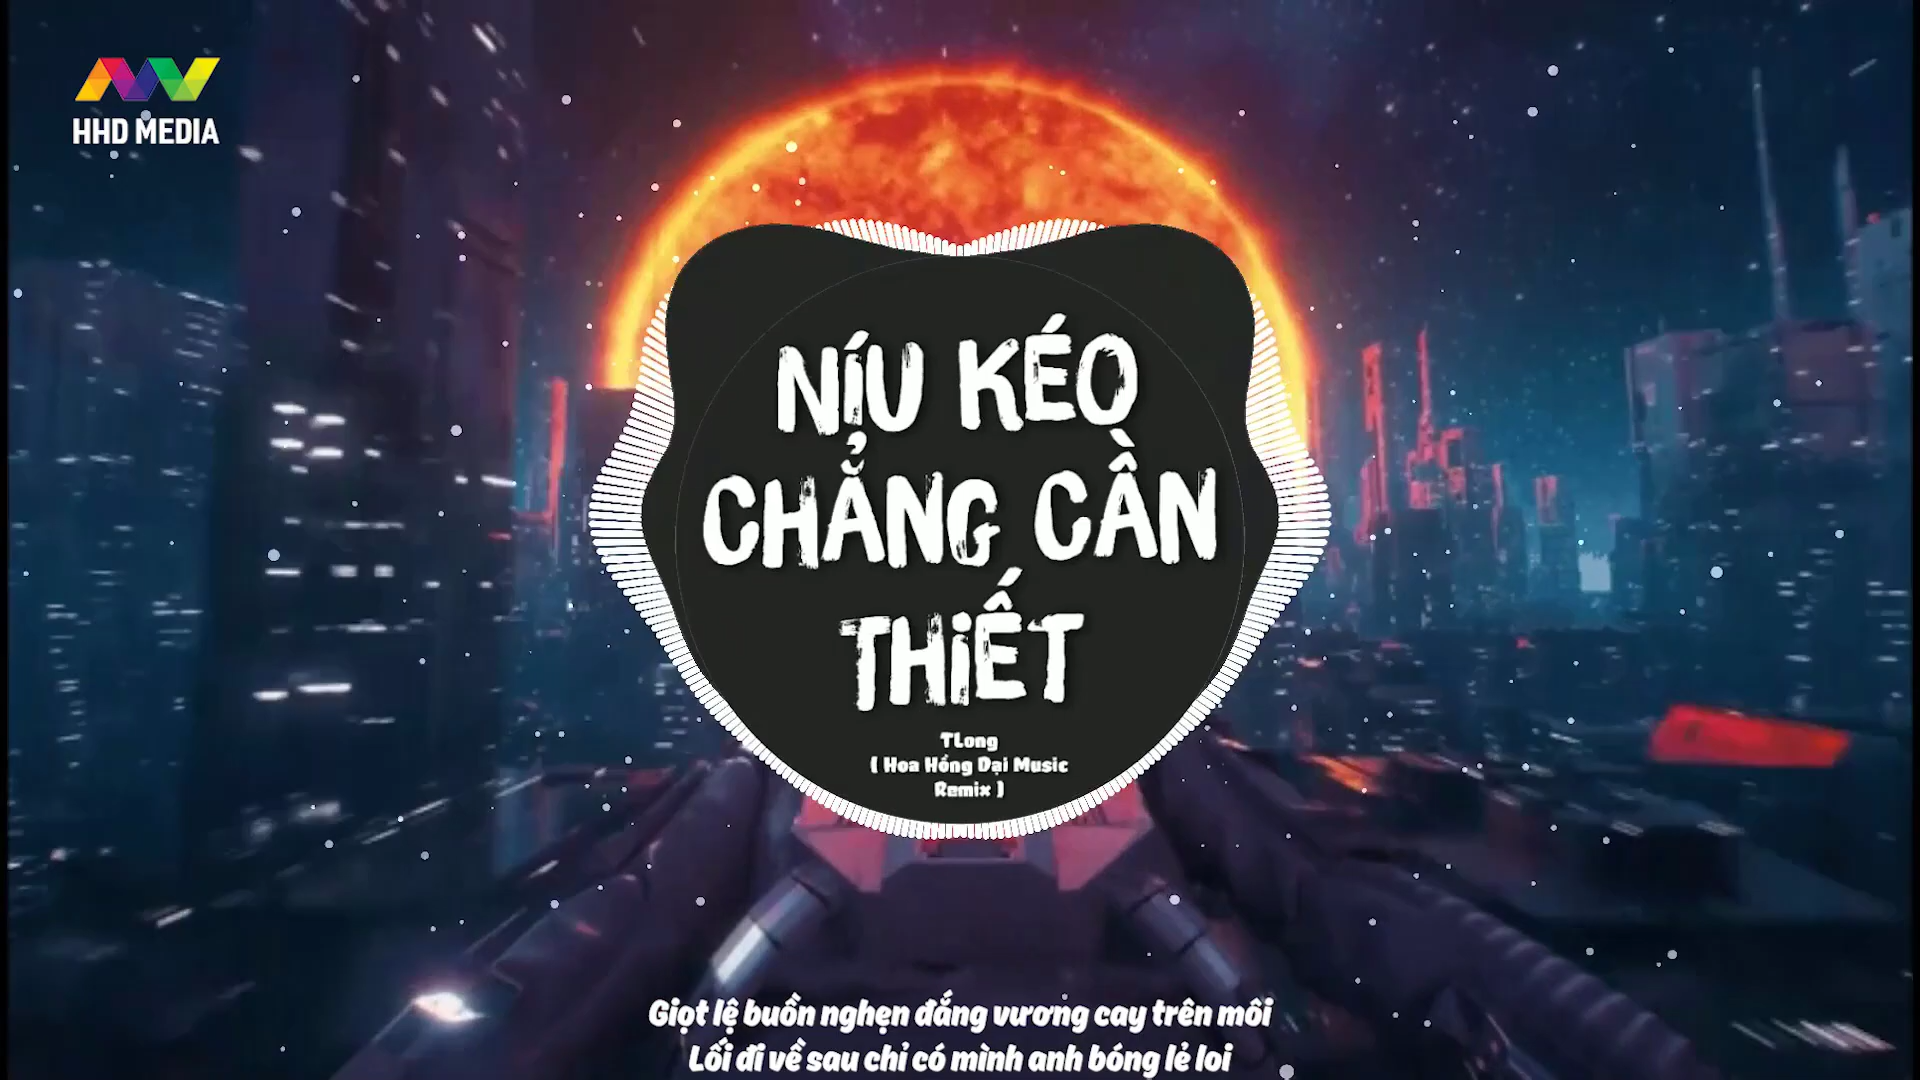 HHD MEDIA
NÍU KÉO
CHẲNG CẦN
THIẾT
TLong
( Hoa Hồng Dại Music
Remix )
Giọt lệ buồn nghẹn đắng vương cay trên môi
Lối đi về sau chỉ có mình anh bóng lẻ loi